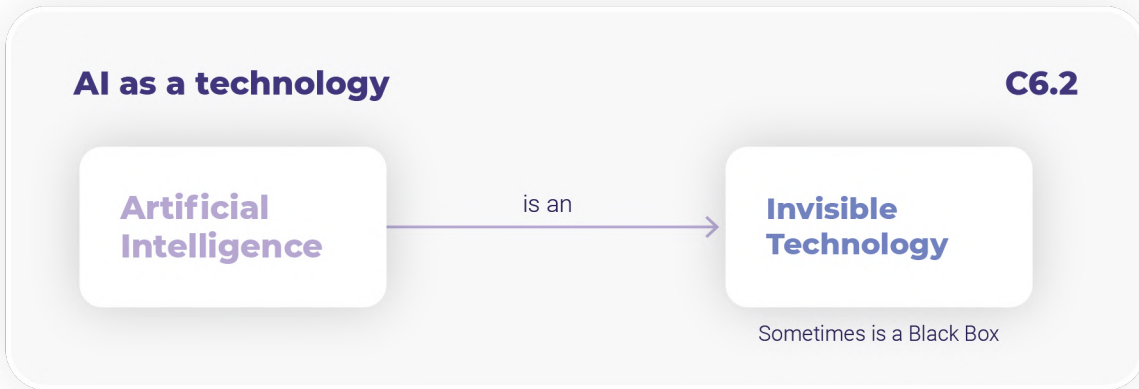 AI as a technology
C6.2
Artificial
Intelligence
is an
Invisible
Technology
Sometimes is a Black Box